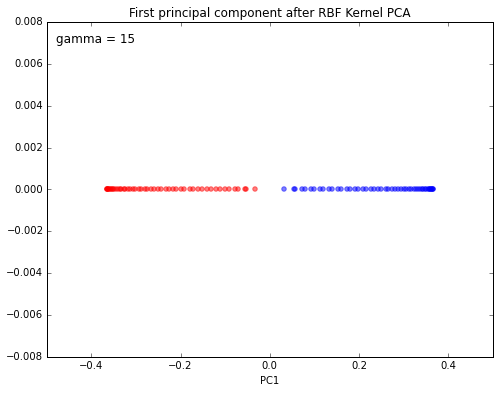 First principal component after RBF Kernel PCA
gamma = 15
0.008
0.006
0.004
0.002
0.000
−0.002
−0.004
−0.006
−0.008
−0.4 −0.2 0.0 0.2 0.4
PC1